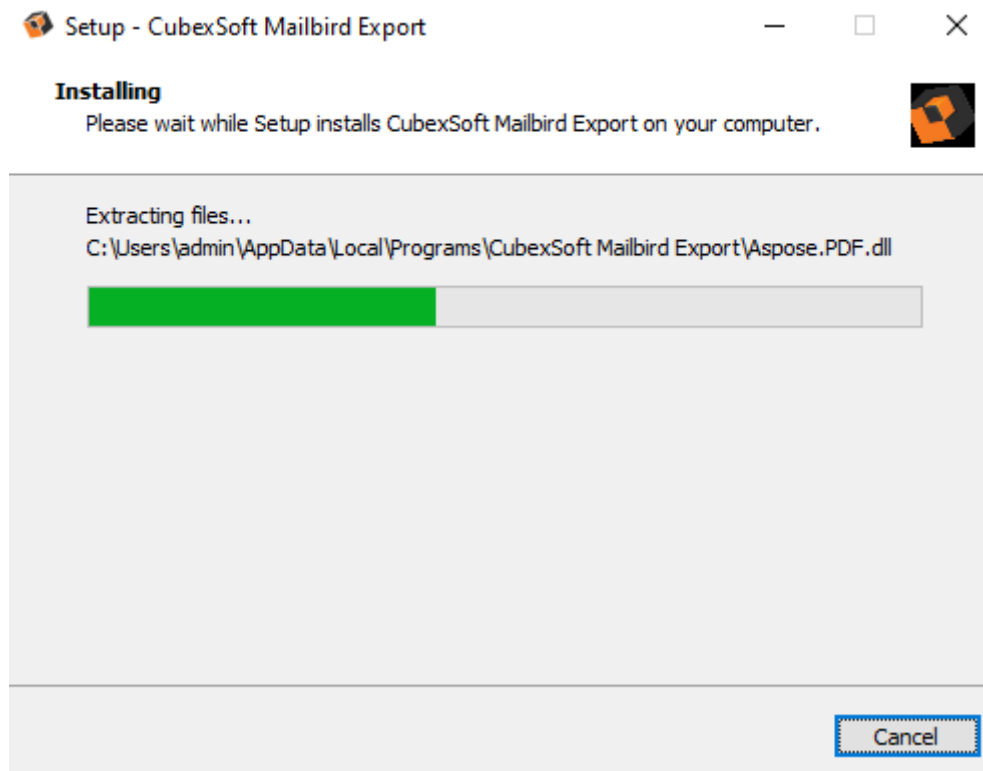 Setup - CubexSoft Mailbird Export
Installing
Please wait while Setup installs CubexSoft Mailbird Export on your computer.
Extracting files...
C:\Users\admin\AppData\Local\Programs\CubexSoft Mailbird Export\Aspose.PDF.dll
Cancel